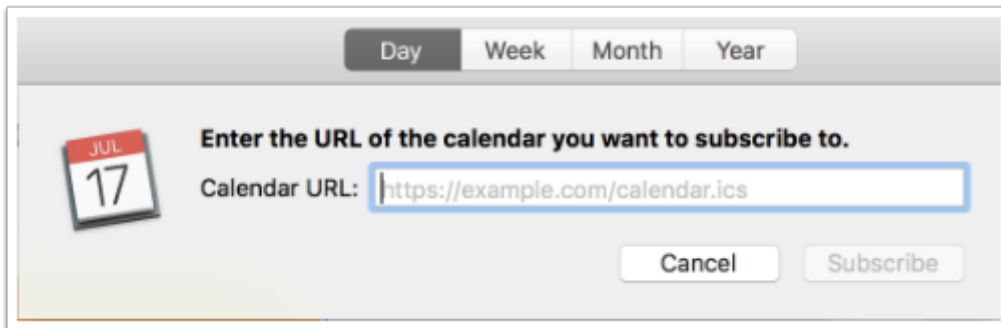 Day Week Month Year
JUL
17
Enter the URL of the calendar you want to subscribe to.
Calendar URL: https://example.com/calendar.ics
Cancel Subscribe